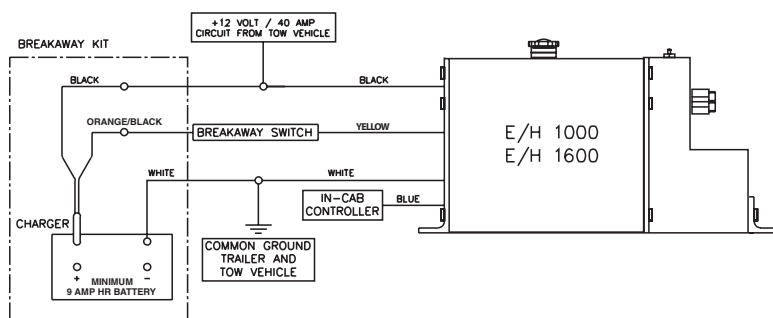 +12 VOLT / 40 AMP
CIRCUIT FROM TOW VEHICLE
BREAKAWAY KIT
BLACK
BLACK
ORANGE/BLACK
BREAKAWAY SWITCH
YELLOW
E/H 1000
E/H 1600
WHITE
WHITE
IN-CAB
CONTROLLER
BLUE
CHARGER
COMMON GROUND
TRAILER AND
TOW VEHICLE
+ MINIMUM -
9 AMP HR BATTERY